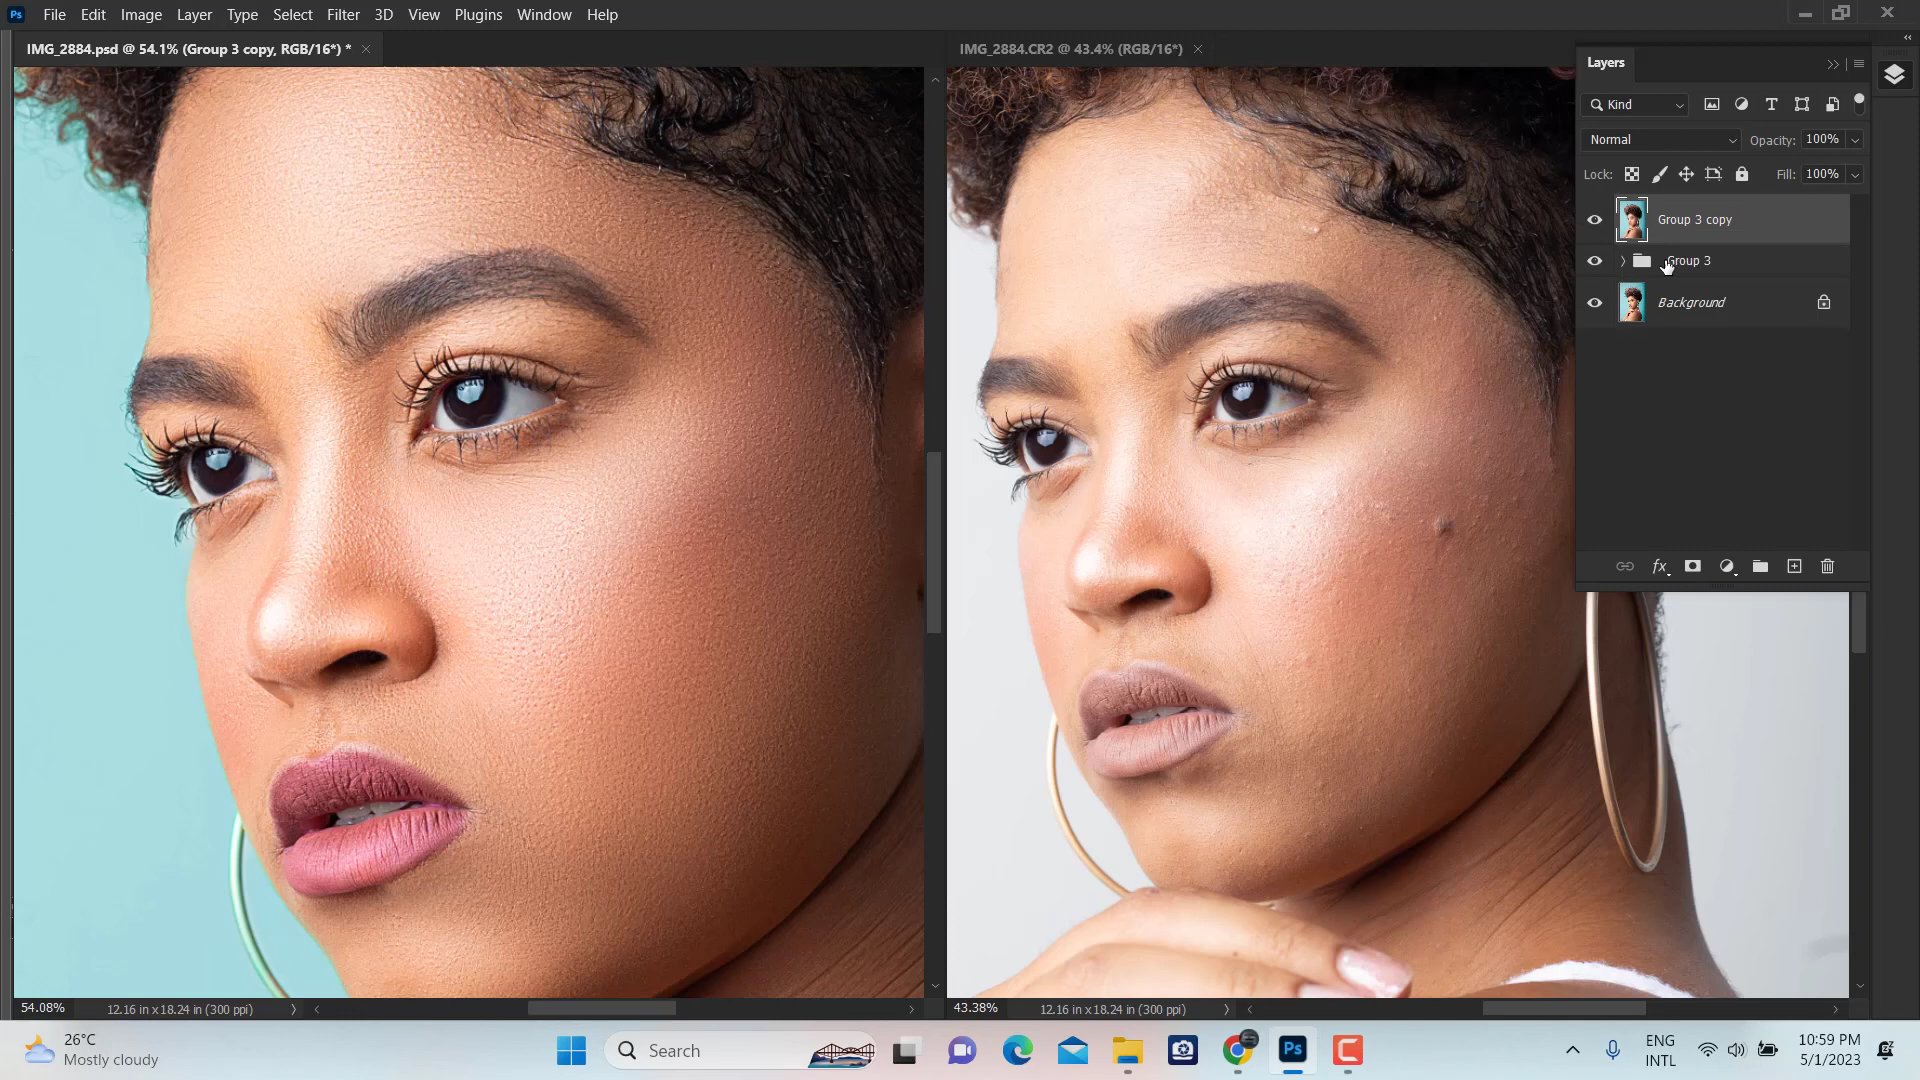 Ps File Edit Image Layer Type Select Filter 3D View Plugins Window Help
IMG_2884.psd @ 54.1% (Group 3 copy, RGB/16*) * ×
IMG_2884.CR2 @ 43.4% (RGB/16*) ×
Layers
Kind
Normal Opacity: 100%
Lock: Fill: 100%
Group 3 copy
Group 3
Background
fx
54.08% 12.16 in x 18.24 in (300 ppi)
43.38% 12.16 in x 18.24 in (300 ppi)
26°C
Mostly cloudy
Search
Ps
ENG
INTL
10:59 PM
5/1/2023